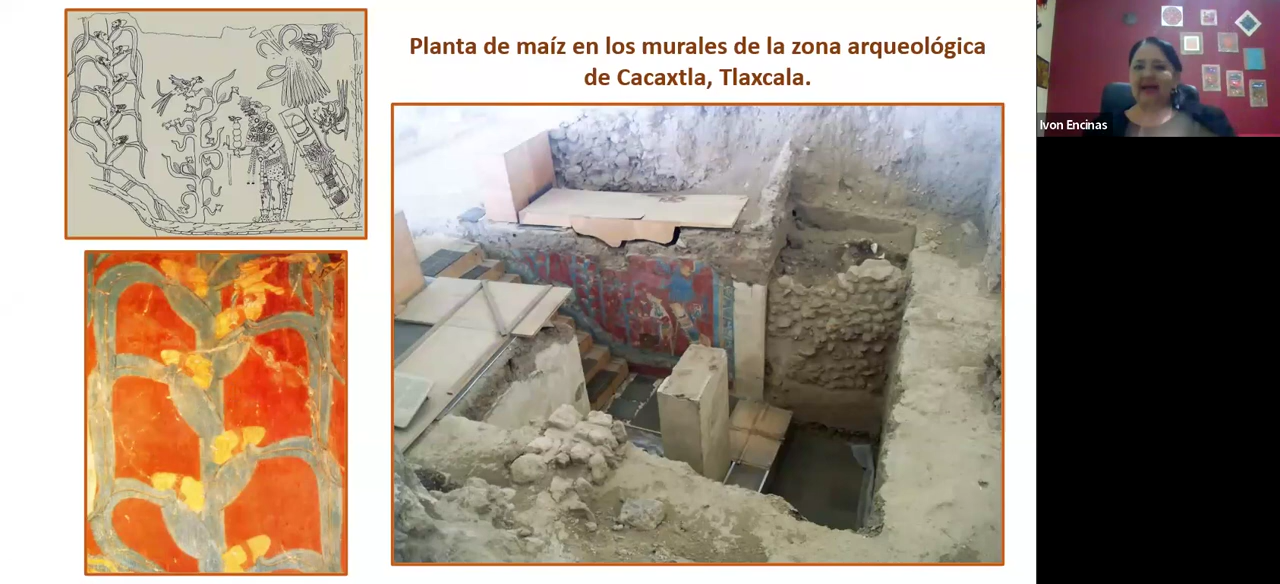 Planta de maíz en los murales de la zona arqueológica
de Cacaxtla, Tlaxcala.
Ivon Encinas